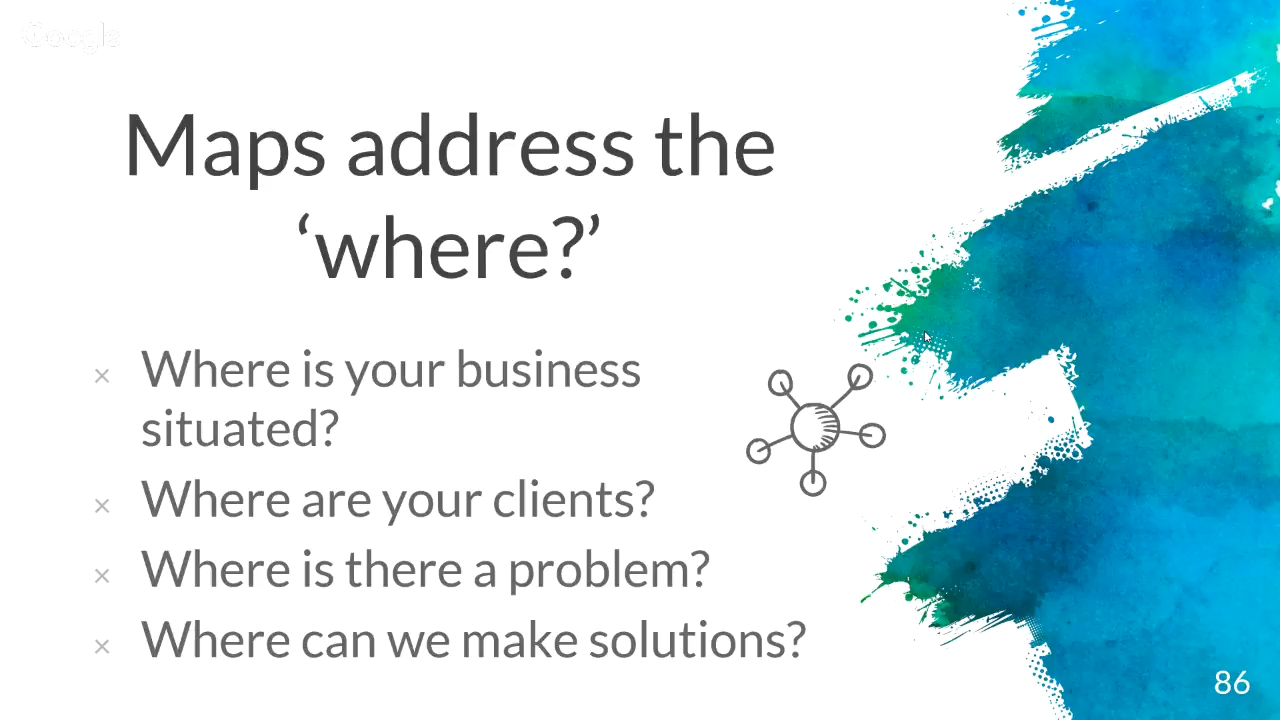 Google
Maps address the
‘where?’
× Where is your business
situated?
× Where are your clients?
× Where is there a problem?
× Where can we make solutions?
86